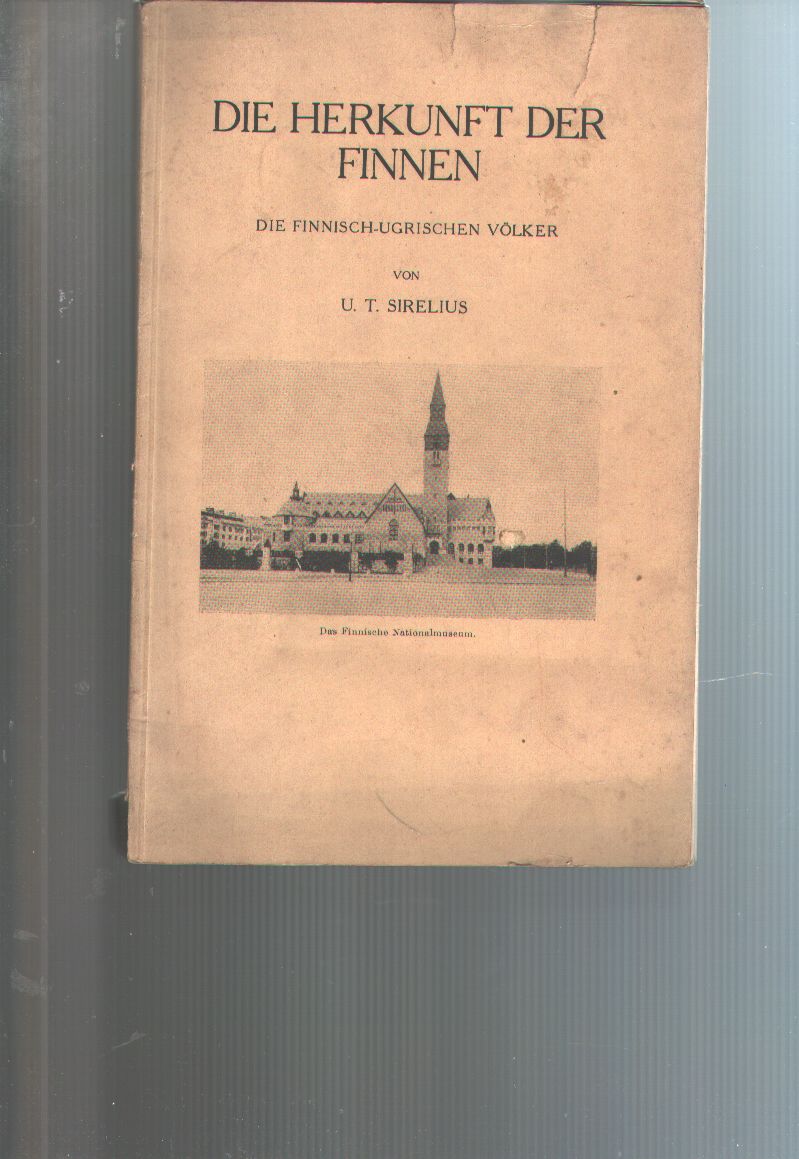 DIE HERKUNFT DER
FINNEN
DIE FINNISCH-UGRISCHEN VÖLKER
VON
U. T. SIRELIUS
Das Finnische Nationalmuseum.